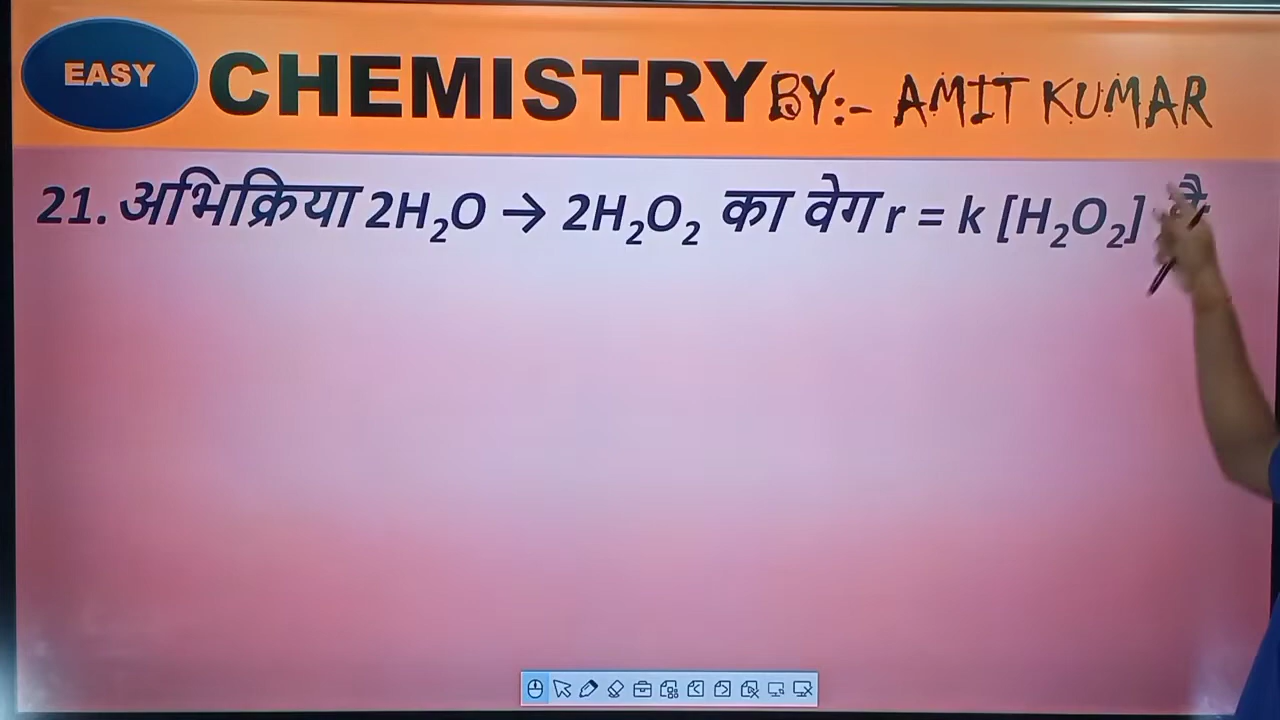 EASY
CHEMISTRY BY:- AMIT KUMAR
21. अभिक्रिया 2H₂O → 2H₂O₂ का वेग r = k [H₂O₂]